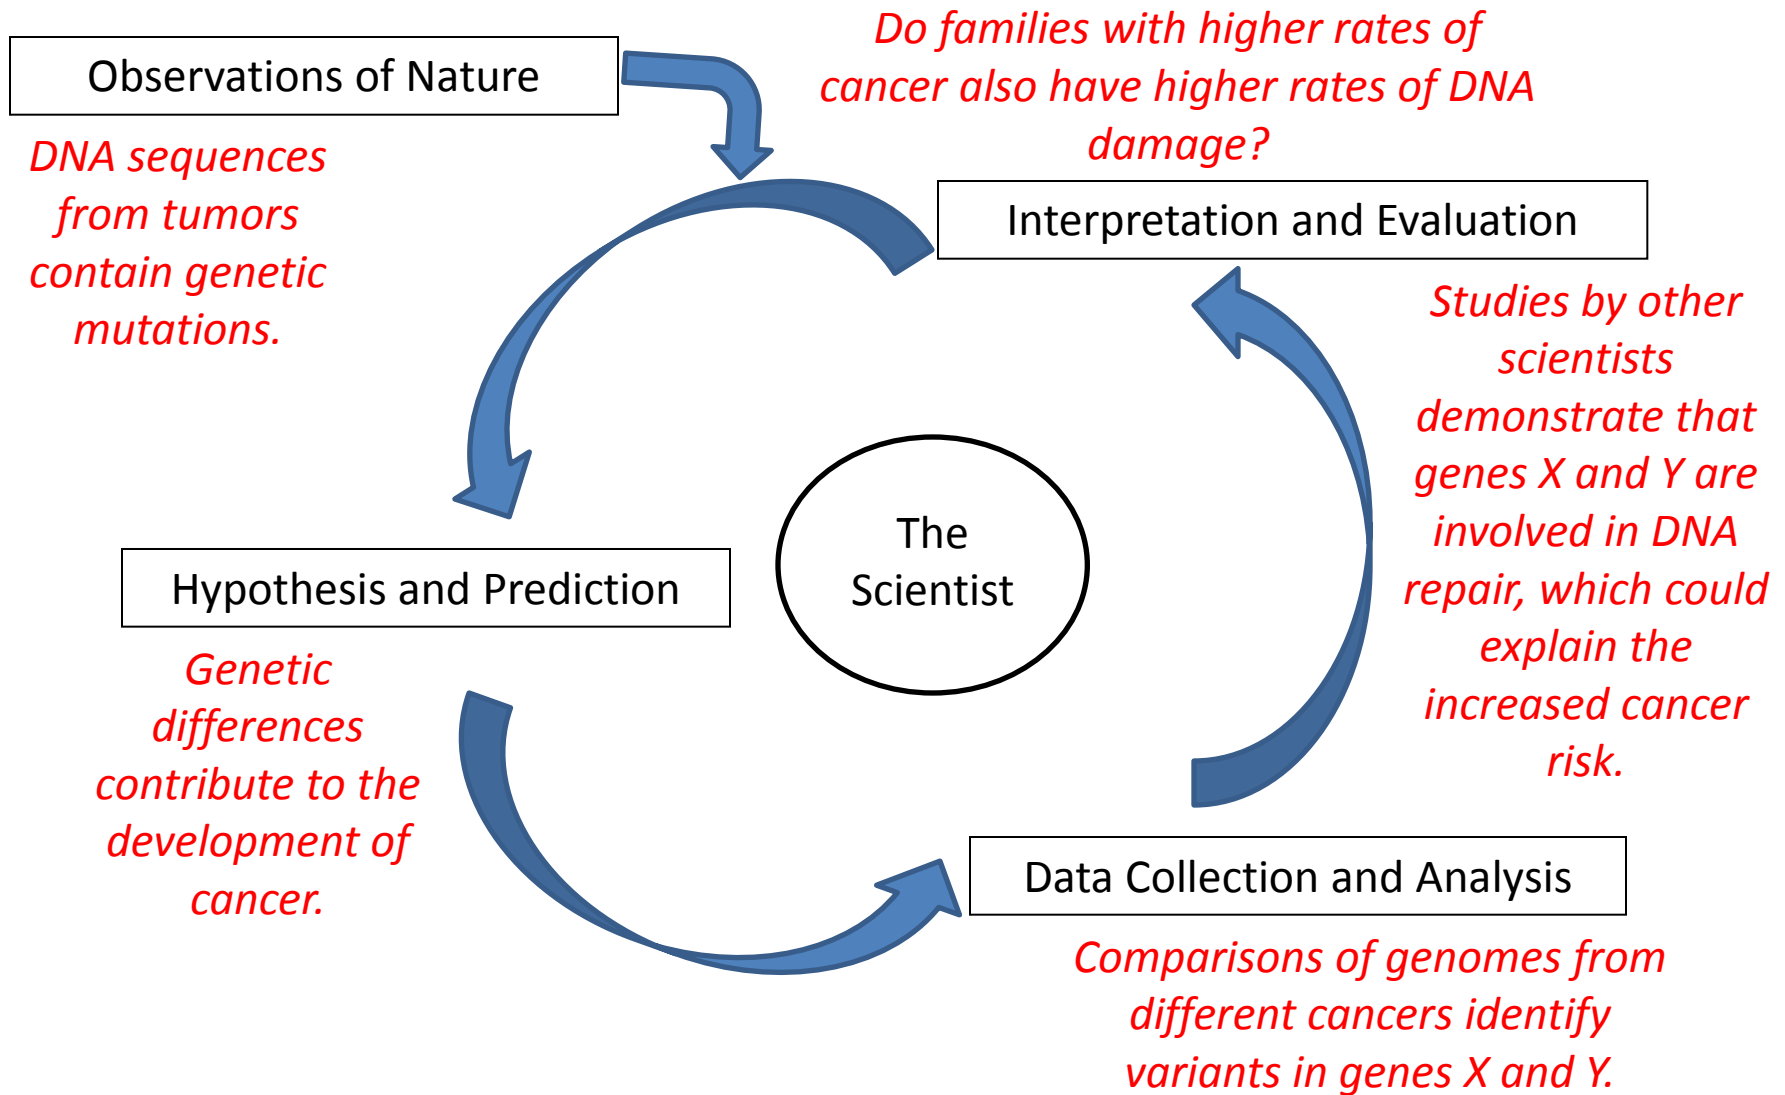 Observations of Nature
DNA sequences
from tumors
contain genetic
mutations.
Do families with higher rates of
cancer also have higher rates of DNA
damage?
Interpretation and Evaluation
Studies by other
scientists
demonstrate that
genes X and Y are
involved in DNA
repair, which could
explain the
increased cancer
risk.
The
Scientist
Hypothesis and Prediction
Genetic
differences
contribute to the
development of
cancer.
Data Collection and Analysis
Comparisons of genomes from
different cancers identify
variants in genes X and Y.